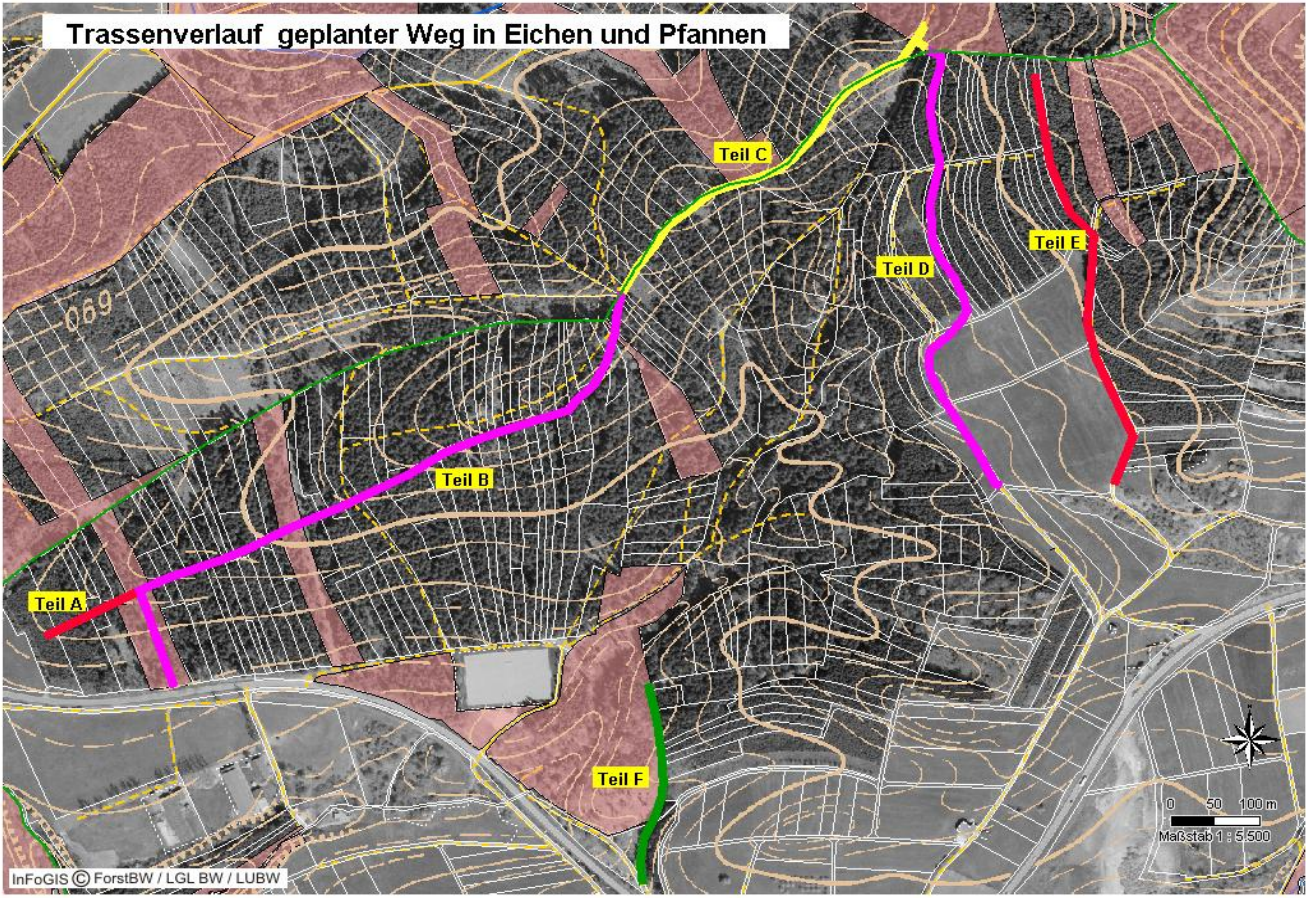 Trassenverlauf geplanter Weg in Eichen und Pfannen
Teil C
Teil E
Teil D
690
Teil B
Teil A
Teil F
0 50 100 m
Maßstab 1 : 5.500
InFoGIS © ForstBW / LGL BW / LUBW